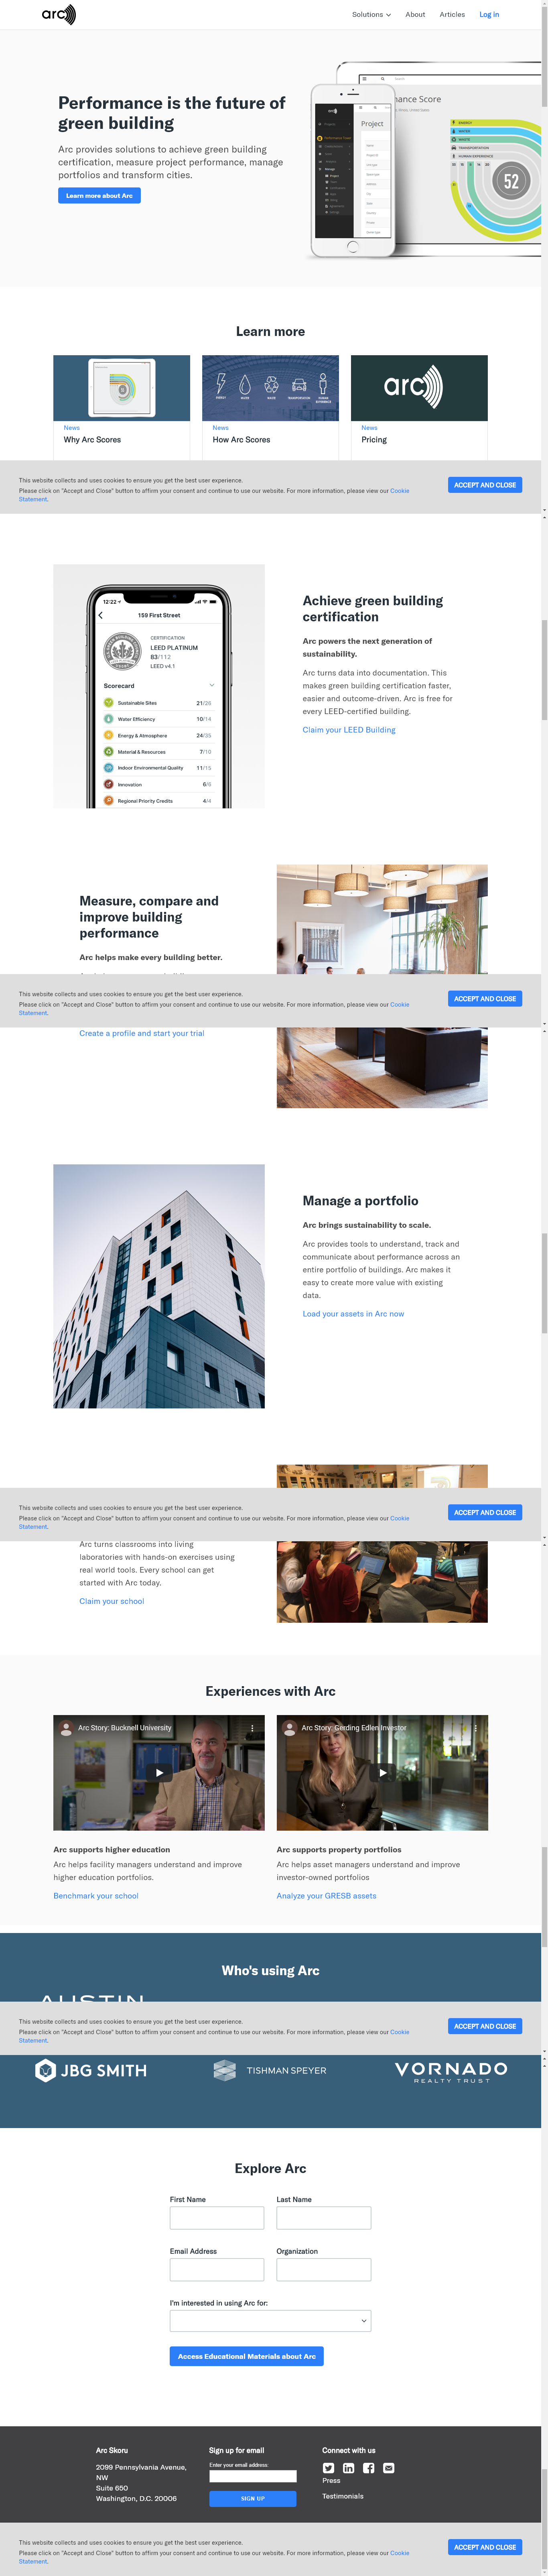 arc
Solutions
About
Articles
Log in
Performance is the future of
green building
Arc provides solutions to achieve green building
certification, measure project performance, manage
portfolios and transform cities.
Learn more about Arc
Project
mance Score
ENERGY
WATER
WASTE
TRANSPORTATION
HUMAN EXPERIENCE
52
Learn more
arc
News
Why Arc Scores
News
How Arc Scores
News
Pricing
This website collects and uses cookies to ensure you get the best user experience.
Please click on "Accept and Close" button to affirm your consent and continue to use our website. For more information, please view our Cookie
Statement.
ACCEPT AND CLOSE
12:22
159 First Street
CERTIFICATION
LEED PLATINUM
83/112
LEED v4.1
Scorecard
Sustainable Sites 21/26
Water Efficiency 10/14
Energy & Atmosphere 24/35
Material & Resources 7/10
Indoor Environmental Quality 11/15
Innovation 6/6
Regional Priority Credits 4/4
Achieve green building
certification
Arc powers the next generation of
sustainability.
Arc turns data into documentation. This
makes green building certification faster,
easier and outcome-driven. Arc is free for
every LEED-certified building.
Claim your LEED Building
Measure, compare and
improve building
performance
Arc helps make every building better.
This website collects and uses cookies to ensure you get the best user experience.
Please click on "Accept and Close" button to affirm your consent and continue to use our website. For more information, please view our Cookie
Statement.
ACCEPT AND CLOSE
Create a profile and start your trial
Manage a portfolio
Arc brings sustainability to scale.
Arc provides tools to understand, track and
communicate about performance across an
entire portfolio of buildings. Arc makes it
easy to create more value with existing
data.
Load your assets in Arc now
This website collects and uses cookies to ensure you get the best user experience.
Please click on "Accept and Close" button to affirm your consent and continue to use our website. For more information, please view our Cookie
Statement.
ACCEPT AND CLOSE
Arc turns classrooms into living
laboratories with hands-on exercises using
real world tools. Every school can get
started with Arc today.
Claim your school
Experiences with Arc
Arc Story: Bucknell University
Arc Story: Gerding Edlen Investor
Arc supports higher education
Arc helps facility managers understand and improve
higher education portfolios.
Benchmark your school
Arc supports property portfolios
Arc helps asset managers understand and improve
investor-owned portfolios
Analyze your GRESB assets
Who's using Arc
AUSTIN
This website collects and uses cookies to ensure you get the best user experience.
Please click on "Accept and Close" button to affirm your consent and continue to use our website. For more information, please view our Cookie
Statement.
ACCEPT AND CLOSE
JBG SMITH
TISHMAN SPEYER
VORNADO
REALTY TRUST
Explore Arc
First Name
Last Name
Email Address
Organization
I'm interested in using Arc for:
Access Educational Materials about Arc
Arc Skoru
2099 Pennsylvania Avenue,
NW
Suite 650
Washington, D.C. 20006
Sign up for email
Enter your email address:
SIGN UP
Connect with us
Press
Testimonials
This website collects and uses cookies to ensure you get the best user experience.
Please click on "Accept and Close" button to affirm your consent and continue to use our website. For more information, please view our Cookie
Statement.
ACCEPT AND CLOSE